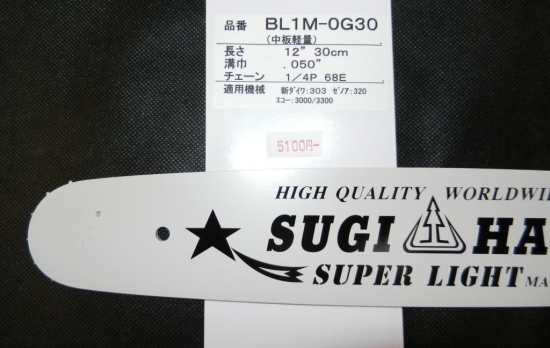 品番 BL1M-0G30
(中板軽量)
長さ 12” 30cm
溝巾 .050”
チェーン 1/4P 68E
適用機械 新ダイワ:303 ゼノア:320
エコー:3000/3300
5100円-
HIGH QUALITY WORLDWI
SUGI HA
SUPER LIGHT MA